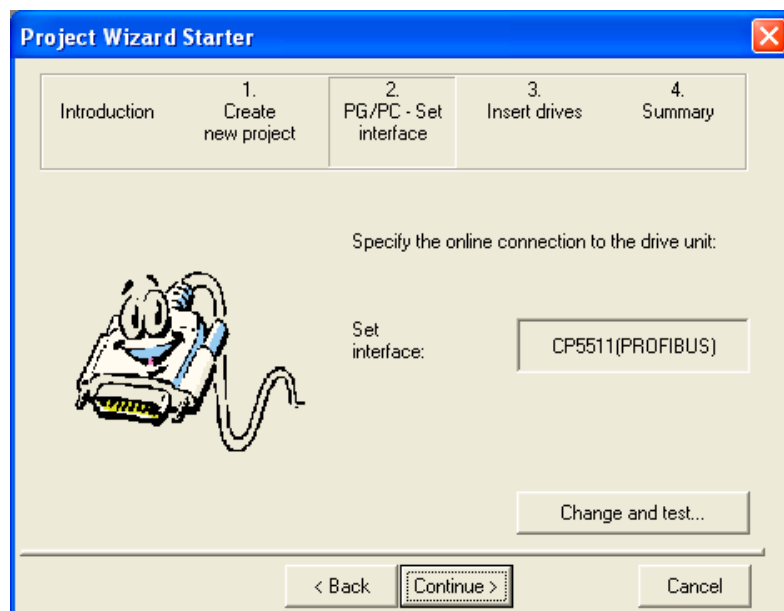 Project Wizard Starter
Introduction
1.
Create
new project
2.
PG/PC - Set
interface
3.
Insert drives
4.
Summary
Specify the online connection to the drive unit:
Set
interface:
CP5511(PROFIBUS)
Change and test...
< Back
Continue >
Cancel